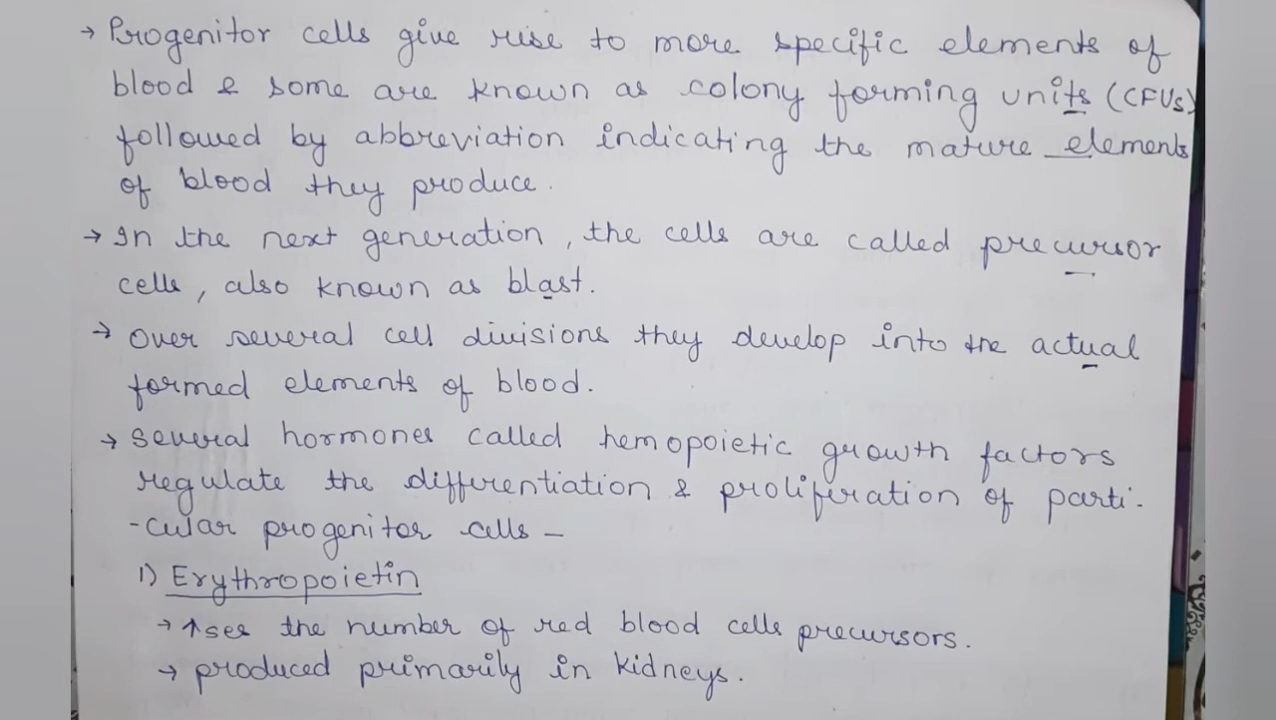 → Progenitor cells give rise to more specific elements of
blood & some are known as colony forming units (CFUs)
followed by abbreviation indicating the mature elements
of blood they produce.
→ In the next generation, the cells are called precursor
cells, also known as blast.
→ Over several cell divisions they develop into the actual
formed elements of blood.
→ Several hormones called hemopoietic growth factors
regulate the differentiation & proliferation of parti-
-cular progenitor cells –
1) Erythropoietin
→ ↑ses the number of red blood cells precursors.
→ produced primarily in kidneys.